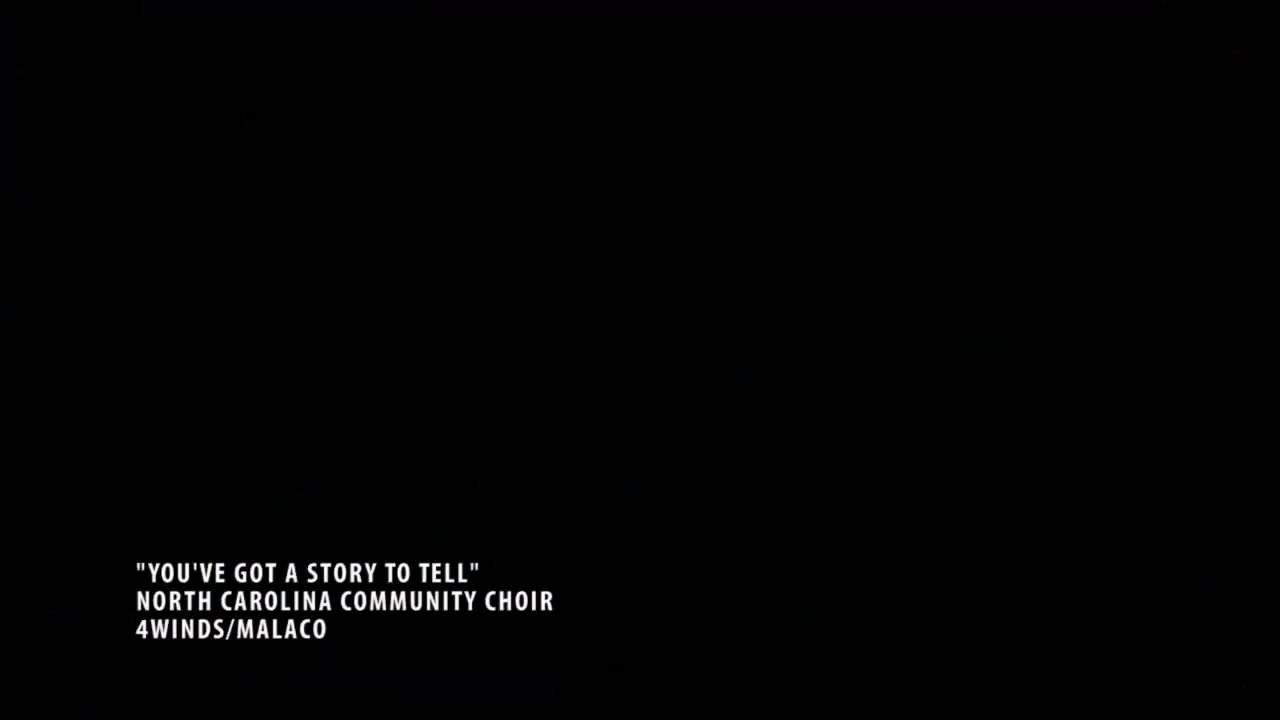 "YOU'VE GOT A STORY TO TELL"
NORTH CAROLINA COMMUNITY CHOIR
4WINDS/MALACO